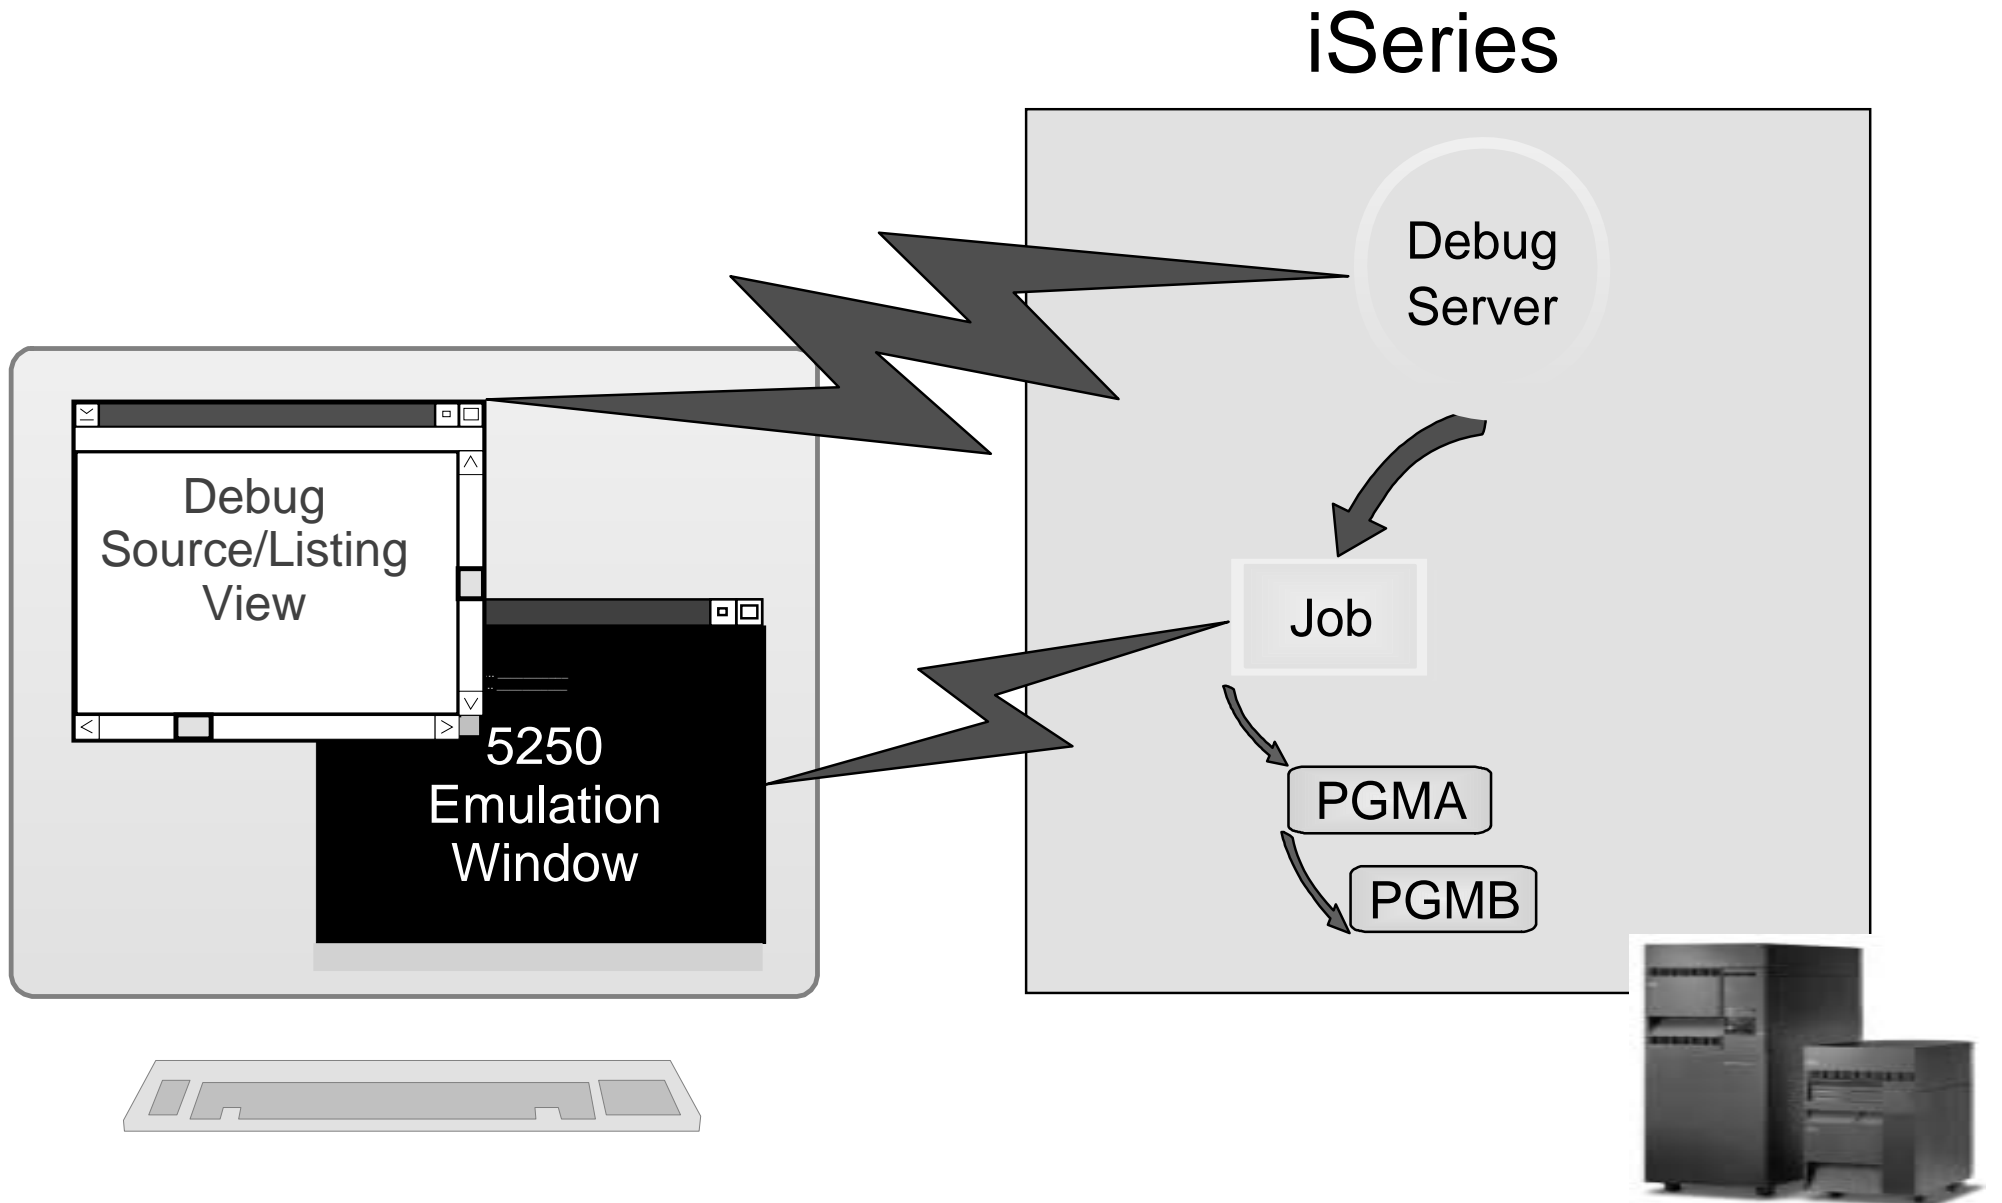 iSeries
Debug
Server
Debug
Source/Listing
View
Job
5250
Emulation
Window
PGMA
PGMB